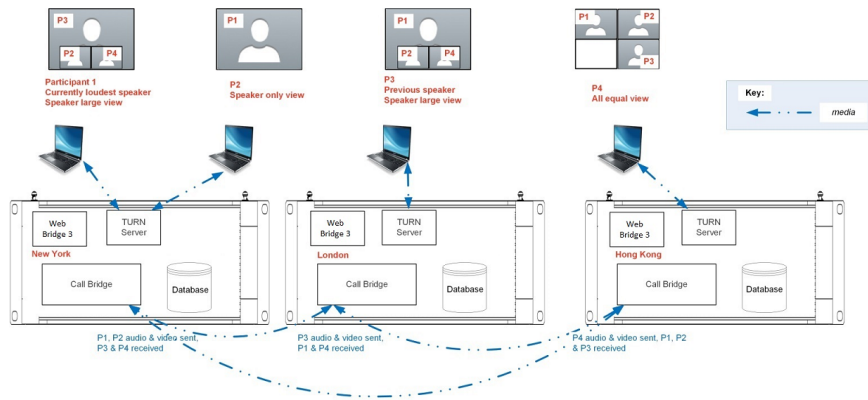 P3
P2
P4
Participant 1
Currently loudest speaker
Speaker large view
P1
P2
Speaker only view
P1
P2
P4
P3
Previous speaker
Speaker large view
P1
P2
P3
P4
All equal view
Key:
media
Web
Bridge 3
TURN
Server
New York
Call Bridge
Database
Web
Bridge 3
TURN
Server
London
Call Bridge
Database
Web
Bridge 3
TURN
Server
Hong Kong
Call Bridge
Database
P1, P2 audio & video sent,
P3 & P4 received
P3 audio & video sent,
P1 & P4 received
P4 audio & video sent, P1, P2
& P3 received